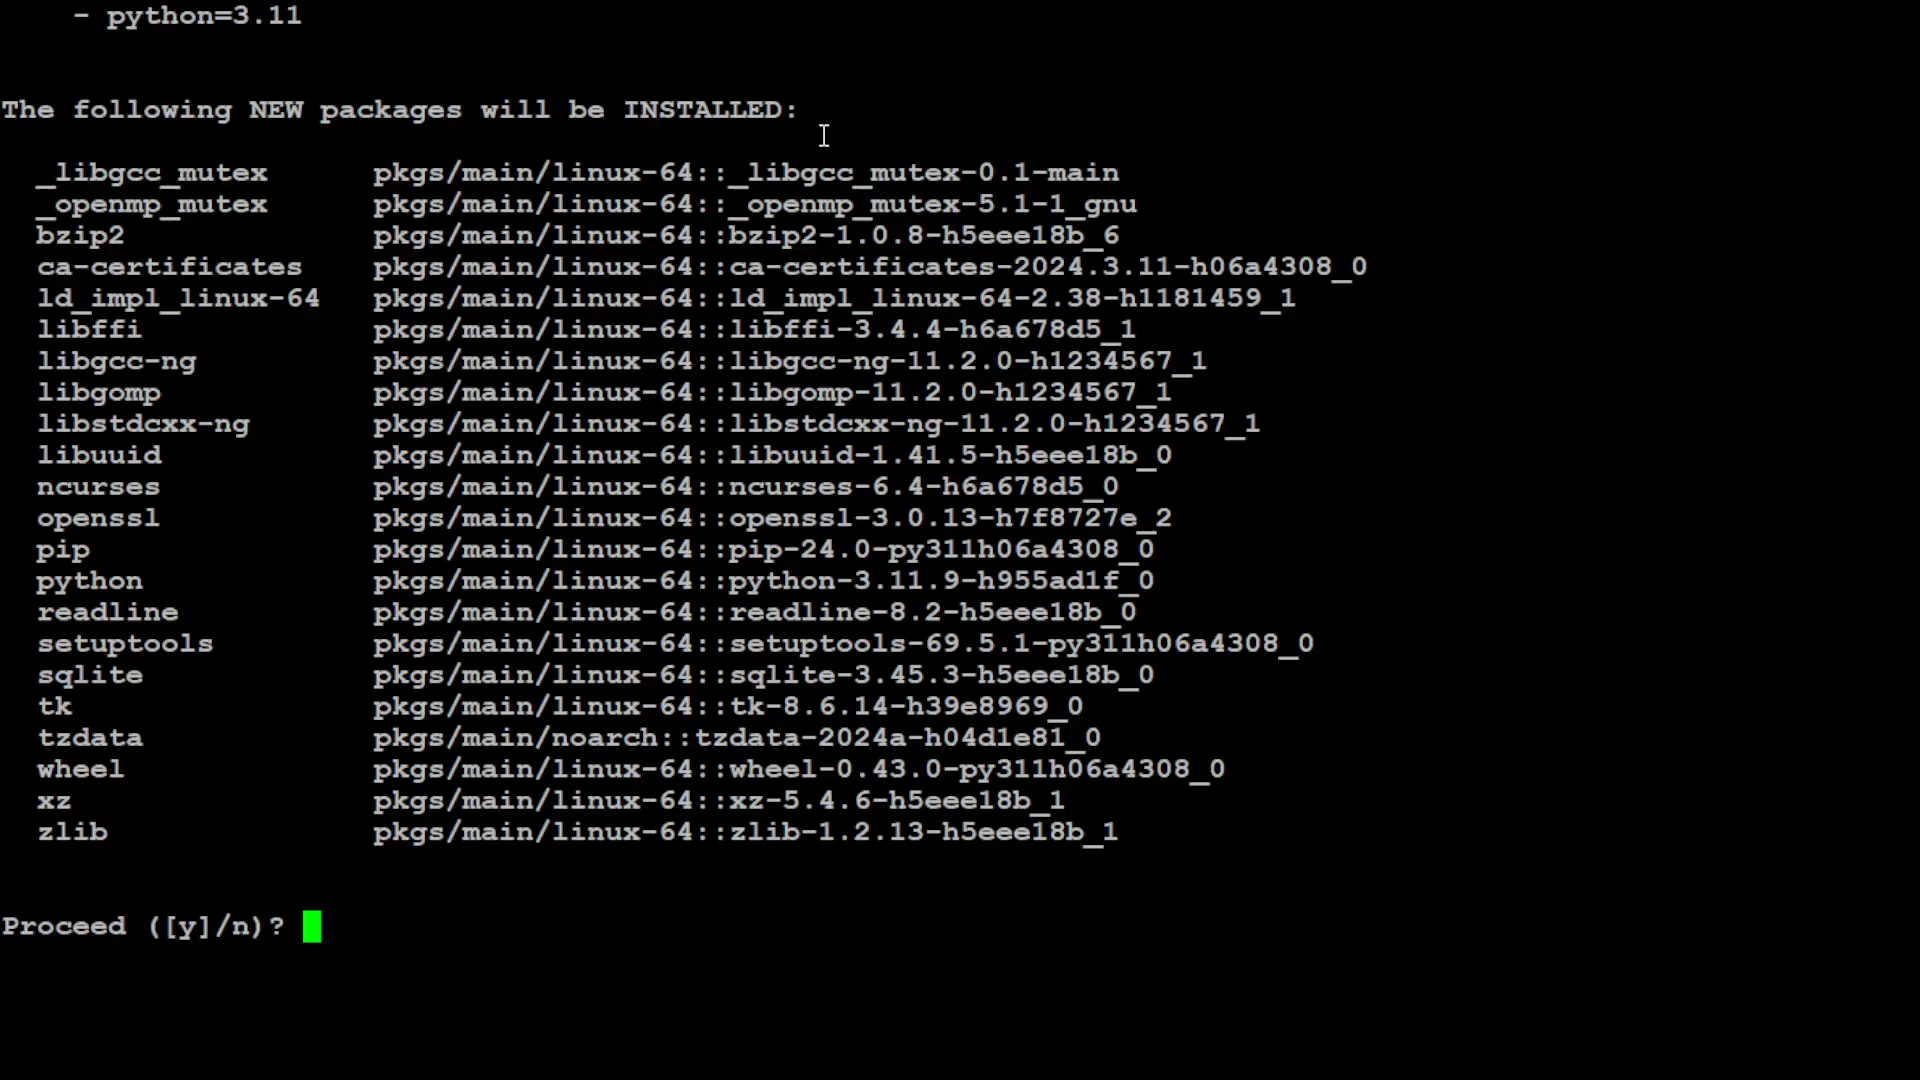 - python=3.11
The following NEW packages will be INSTALLED:
_libgcc_mutex pkgs/main/linux-64::_libgcc_mutex-0.1-main
_openmp_mutex pkgs/main/linux-64::_openmp_mutex-5.1-1_gnu
bzip2 pkgs/main/linux-64::bzip2-1.0.8-h5eee18b_6
ca-certificates pkgs/main/linux-64::ca-certificates-2024.3.11-h06a4308_0
ld_impl_linux-64 pkgs/main/linux-64::ld_impl_linux-64-2.38-h1181459_1
libffi pkgs/main/linux-64::libffi-3.4.4-h6a678d5_1
libgcc-ng pkgs/main/linux-64::libgcc-ng-11.2.0-h1234567_1
libgomp pkgs/main/linux-64::libgomp-11.2.0-h1234567_1
libstdcxx-ng pkgs/main/linux-64::libstdcxx-ng-11.2.0-h1234567_1
libuuid pkgs/main/linux-64::libuuid-1.41.5-h5eee18b_0
ncurses pkgs/main/linux-64::ncurses-6.4-h6a678d5_0
openssl pkgs/main/linux-64::openssl-3.0.13-h7f8727e_2
pip pkgs/main/linux-64::pip-24.0-py311h06a4308_0
python pkgs/main/linux-64::python-3.11.9-h955ad1f_0
readline pkgs/main/linux-64::readline-8.2-h5eee18b_0
setuptools pkgs/main/linux-64::setuptools-69.5.1-py311h06a4308_0
sqlite pkgs/main/linux-64::sqlite-3.45.3-h5eee18b_0
tk pkgs/main/linux-64::tk-8.6.14-h39e8969_0
tzdata pkgs/main/noarch::tzdata-2024a-h04d1e81_0
wheel pkgs/main/linux-64::wheel-0.43.0-py311h06a4308_0
xz pkgs/main/linux-64::xz-5.4.6-h5eee18b_1
zlib pkgs/main/linux-64::zlib-1.2.13-h5eee18b_1
Proceed ([y]/n)?